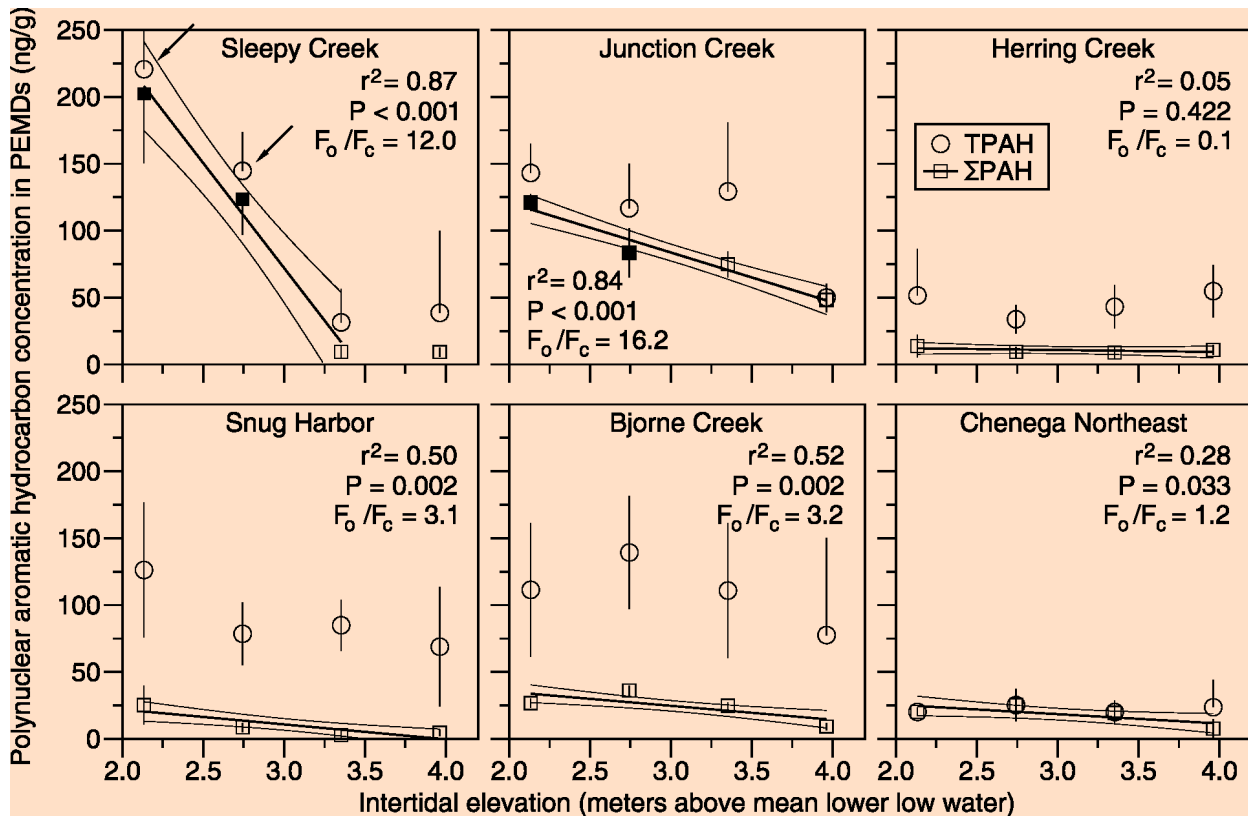 Polynuclear aromatic hydrocarbon concentration in PEMDs (ng/g)
250
200
150
100
50
0
Sleepy Creek
r² = 0.87
P < 0.001
Fₒ/F_c = 12.0
Junction Creek
r² = 0.84
P < 0.001
Fₒ/F_c = 16.2
Herring Creek
r² = 0.05
P = 0.422
Fₒ/F_c = 0.1
TPAH
ΣPAH
250
200
150
100
50
0
Snug Harbor
r² = 0.50
P = 0.002
Fₒ/F_c = 3.1
Bjorne Creek
r² = 0.52
P = 0.002
Fₒ/F_c = 3.2
Chenega Northeast
r² = 0.28
P = 0.033
Fₒ/F_c = 1.2
2.0 2.5 3.0 3.5 4.0 2.0 2.5 3.0 3.5 4.0 2.0 2.5 3.0 3.5 4.0
Intertidal elevation (meters above mean lower low water)